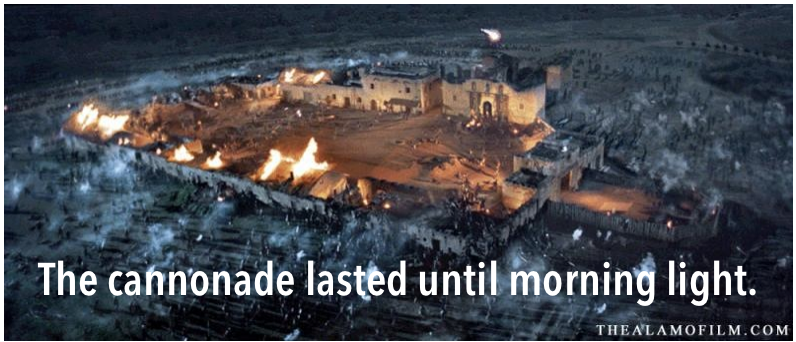 The cannonade lasted until morning light.
THEALAMOFILM.COM